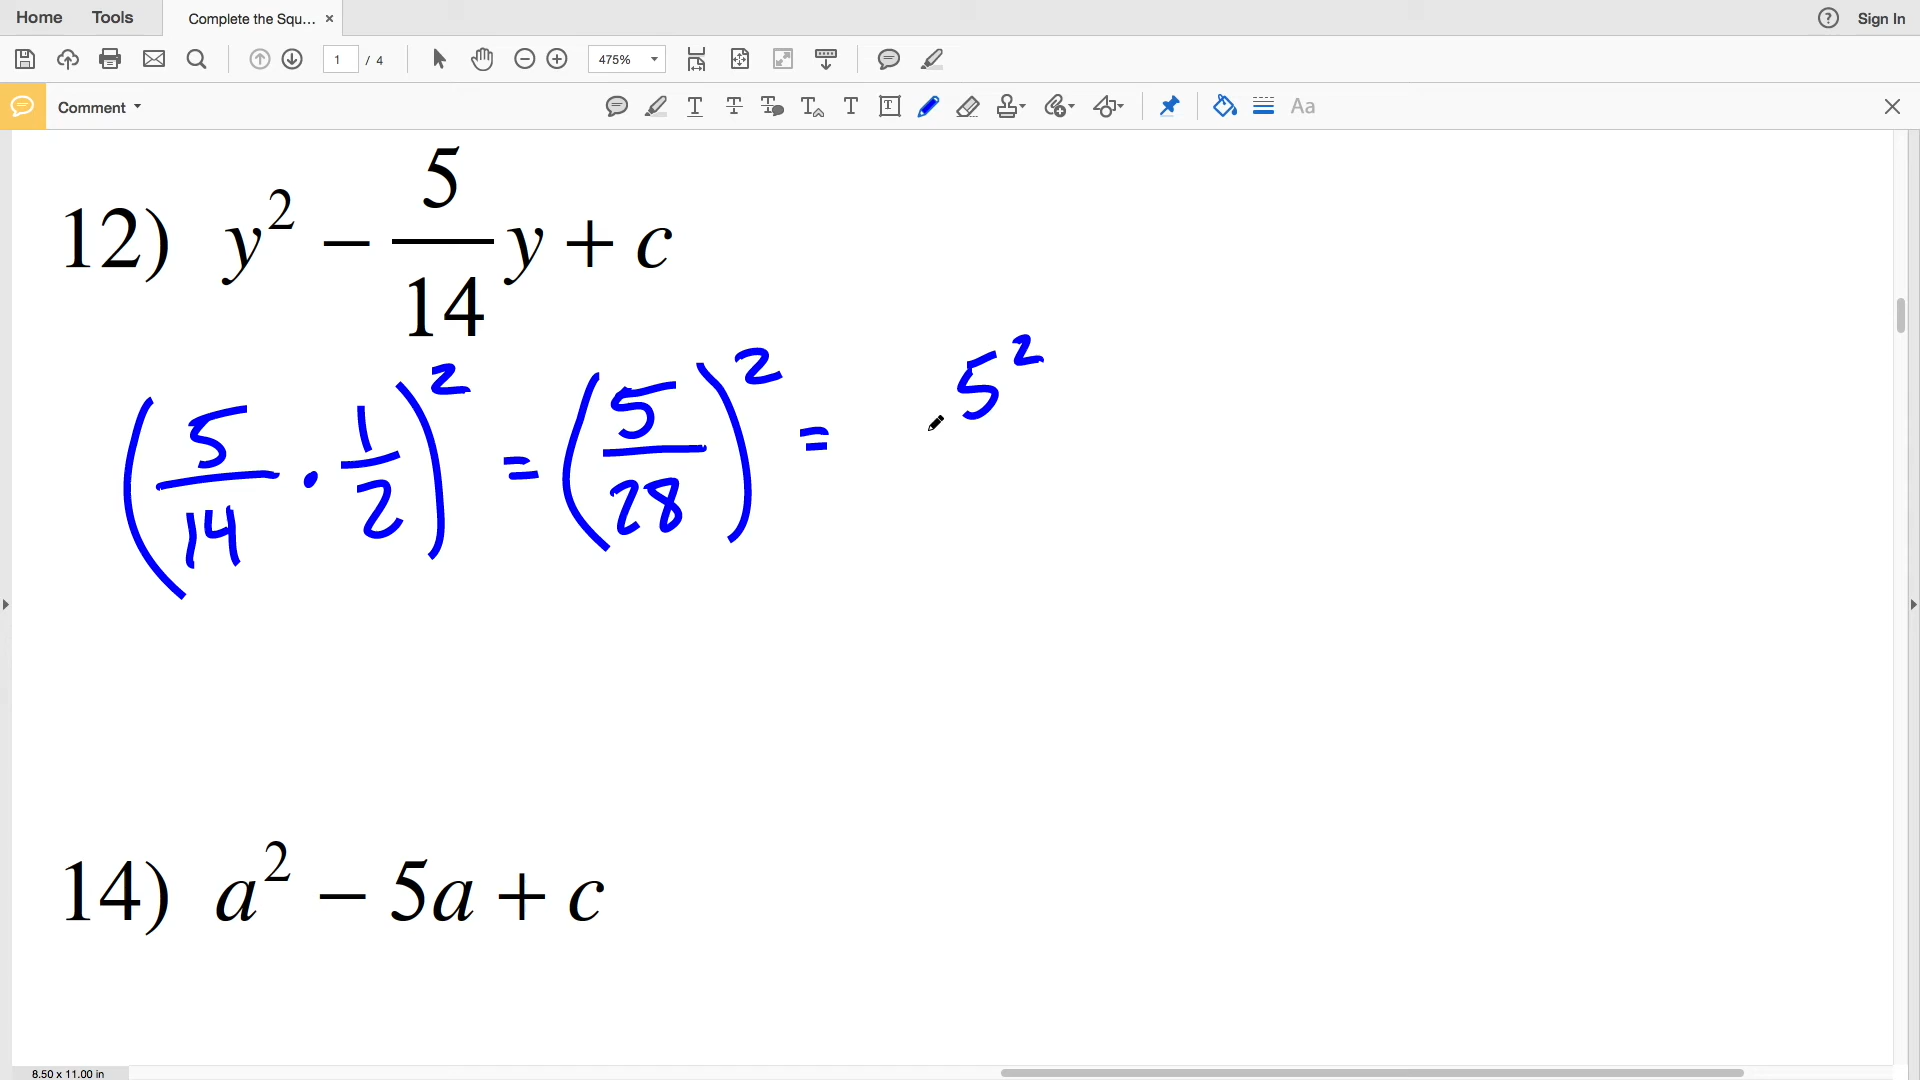 Home Tools Complete the Squ... × ? Sign In
1 / 4 475%
Comment T T T T T T Aa
12) y² − 5/14 y + c
(5/14 · 1/2)² = (5/28)² = 5²
14) a² − 5a + c
8.50 x 11.00 in